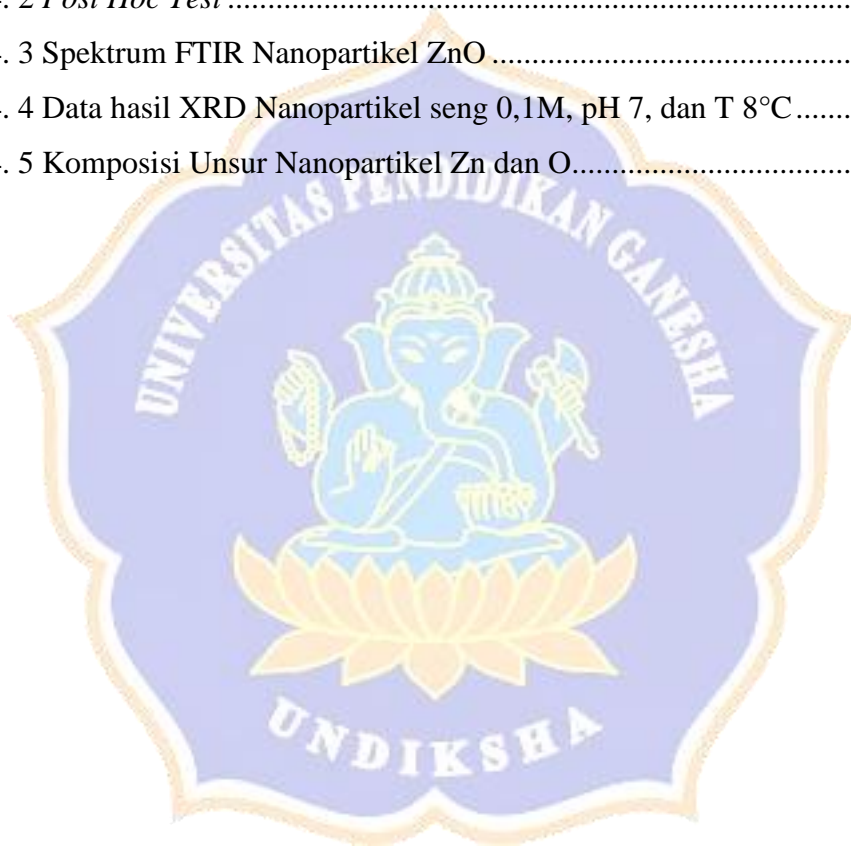 . 2 Post Hoc Test ....................................................................................
. 3 Spektrum FTIR Nanopartikel ZnO .............................................
. 4 Data hasil XRD Nanopartikel seng 0,1M, pH 7, dan T 8°C .......
. 5 Komposisi Unsur Nanopartikel Zn dan O...................................
UNIVERSITAS PENDIDIKAN GANESHA
UNDIKSHA